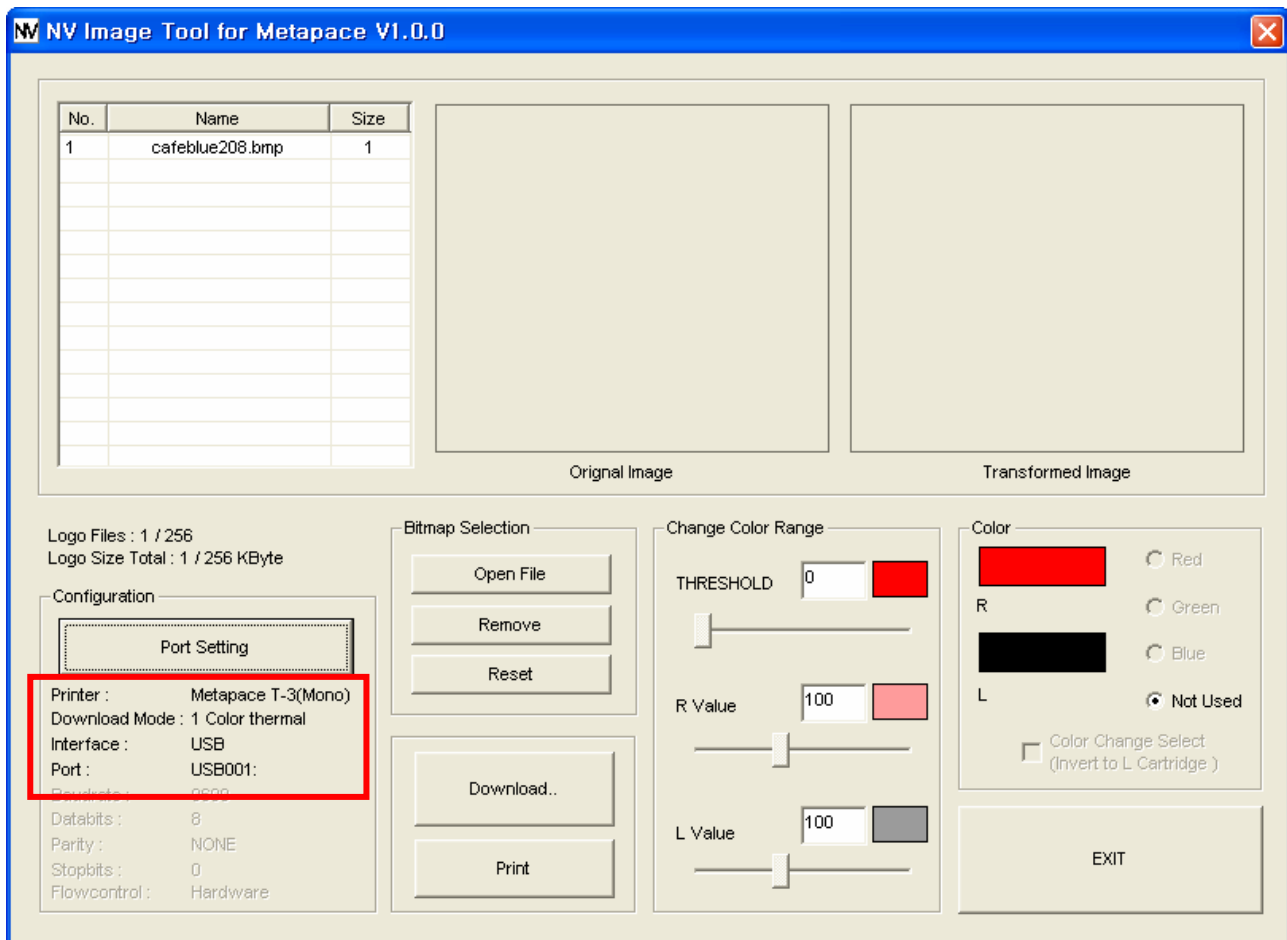 NV NV Image Tool for Metapace V1.0.0
No. Name Size
1 cafeblue208.bmp 1
Orignal Image
Transformed Image
Logo Files : 1 / 256
Logo Size Total : 1 / 256 KByte
Configuration
Port Setting
Printer : Metapace T-3(Mono)
Download Mode : 1 Color thermal
Interface : USB
Port : USB001:
Baudrate : 9600
Databits : 8
Parity : NONE
Stopbits : 0
Flowcontrol : Hardware
Bitmap Selection
Open File
Remove
Reset
Download..
Print
Change Color Range
THRESHOLD 0
R Value 100
L Value 100
Color
R
L
Red
Green
Blue
Not Used
Color Change Select
(Invert to L Cartridge )
EXIT